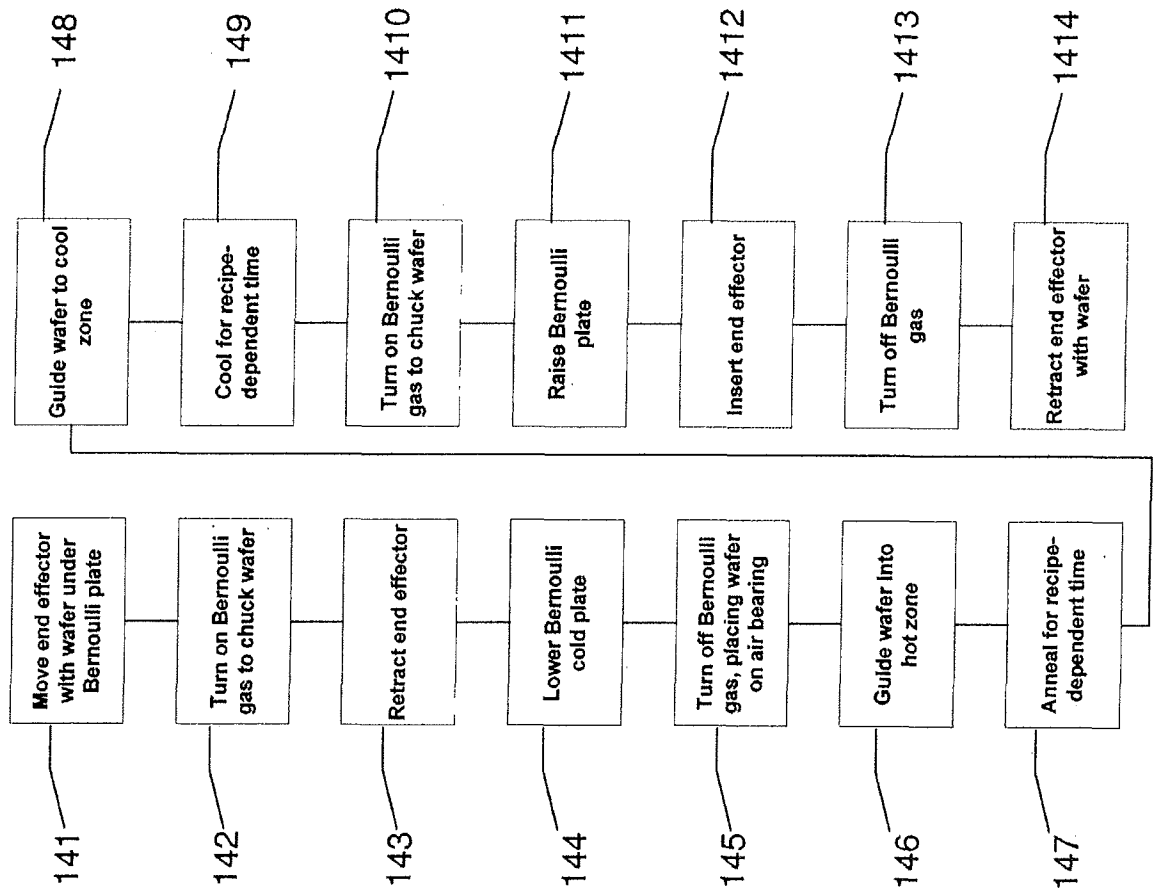 141
Move end effector
with wafer under
Bernoulli plate
142
Turn on Bernoulli
gas to chuck wafer
143
Retract end effector
144
Lower Bernoulli
cold plate
145
Turn off Bernoulli
gas, placing wafer
on air bearing
146
Guide wafer into
hot zone
147
Anneal for recipe-
dependent time
148
Guide wafer to cool
zone
149
Cool for recipe-
dependent time
1410
Turn on Bernoulli
gas to chuck wafer
1411
Raise Bernoulli
plate
1412
Insert end effector
1413
Turn off Bernoulli
gas
1414
Retract end effector
with wafer